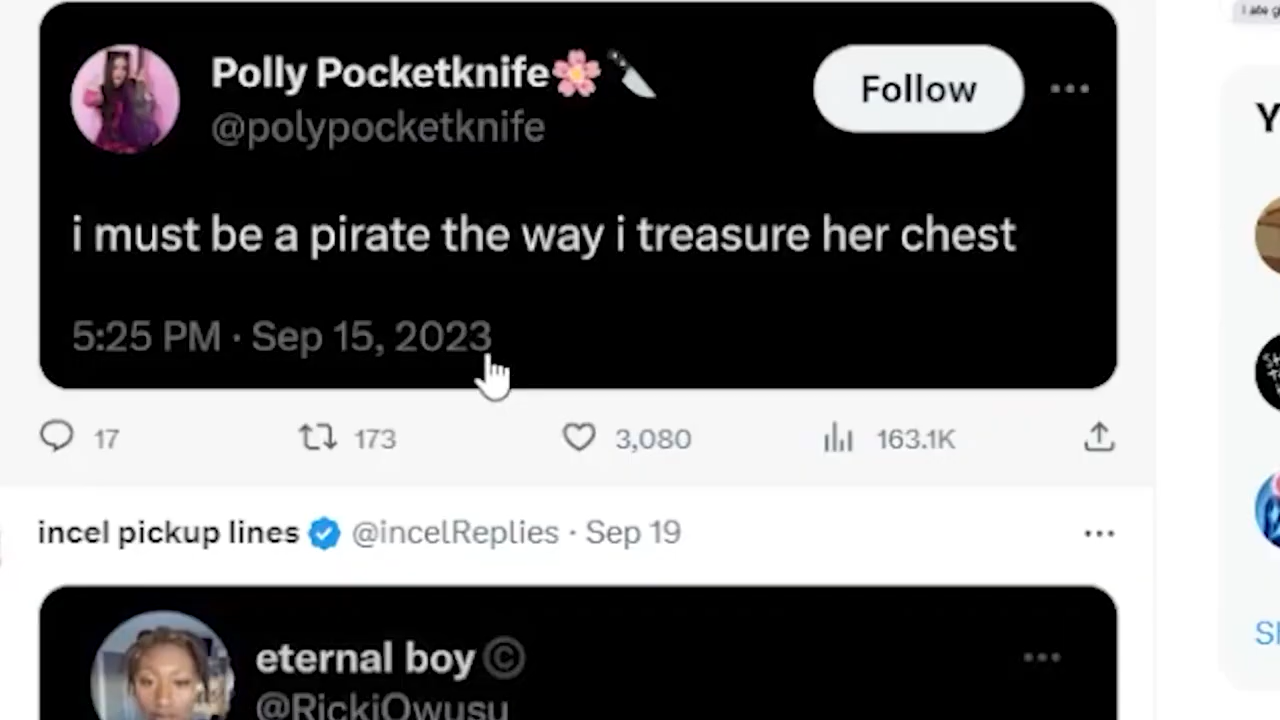 Polly Pocketknife🌸🔪
@polypocketknife
Follow
i must be a pirate the way i treasure her chest
5:25 PM · Sep 15, 2023
17 173 3,080 163.1K
incel pickup lines @incelReplies · Sep 19
eternal boy ©
@RickiOwusu